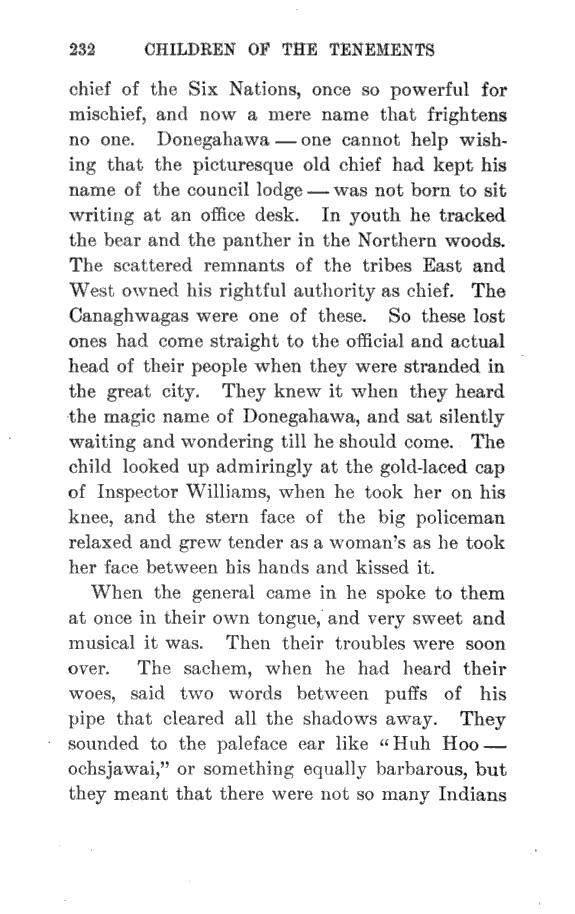 232 CHILDREN OF THE TENEMENTS
chief of the Six Nations, once so powerful for
mischief, and now a mere name that frightens
no one. Donegahawa — one cannot help wish-
ing that the picturesque old chief had kept his
name of the council lodge — was not born to sit
writing at an office desk. In youth he tracked
the bear and the panther in the Northern woods.
The scattered remnants of the tribes East and
West owned his rightful authority as chief. The
Canaghwagas were one of these. So these lost
ones had come straight to the official and actual
head of their people when they were stranded in
the great city. They knew it when they heard
the magic name of Donegahawa, and sat silently
waiting and wondering till he should come. The
child looked up admiringly at the gold-laced cap
of Inspector Williams, when he took her on his
knee, and the stern face of the big policeman
relaxed and grew tender as a woman's as he took
her face between his hands and kissed it.
When the general came in he spoke to them
at once in their own tongue, and very sweet and
musical it was. Then their troubles were soon
over. The sachem, when he had heard their
woes, said two words between puffs of his
pipe that cleared all the shadows away. They
sounded to the paleface ear like "Huh Hoo —
ochsjawai," or something equally barbarous, but
they meant that there were not so many Indians